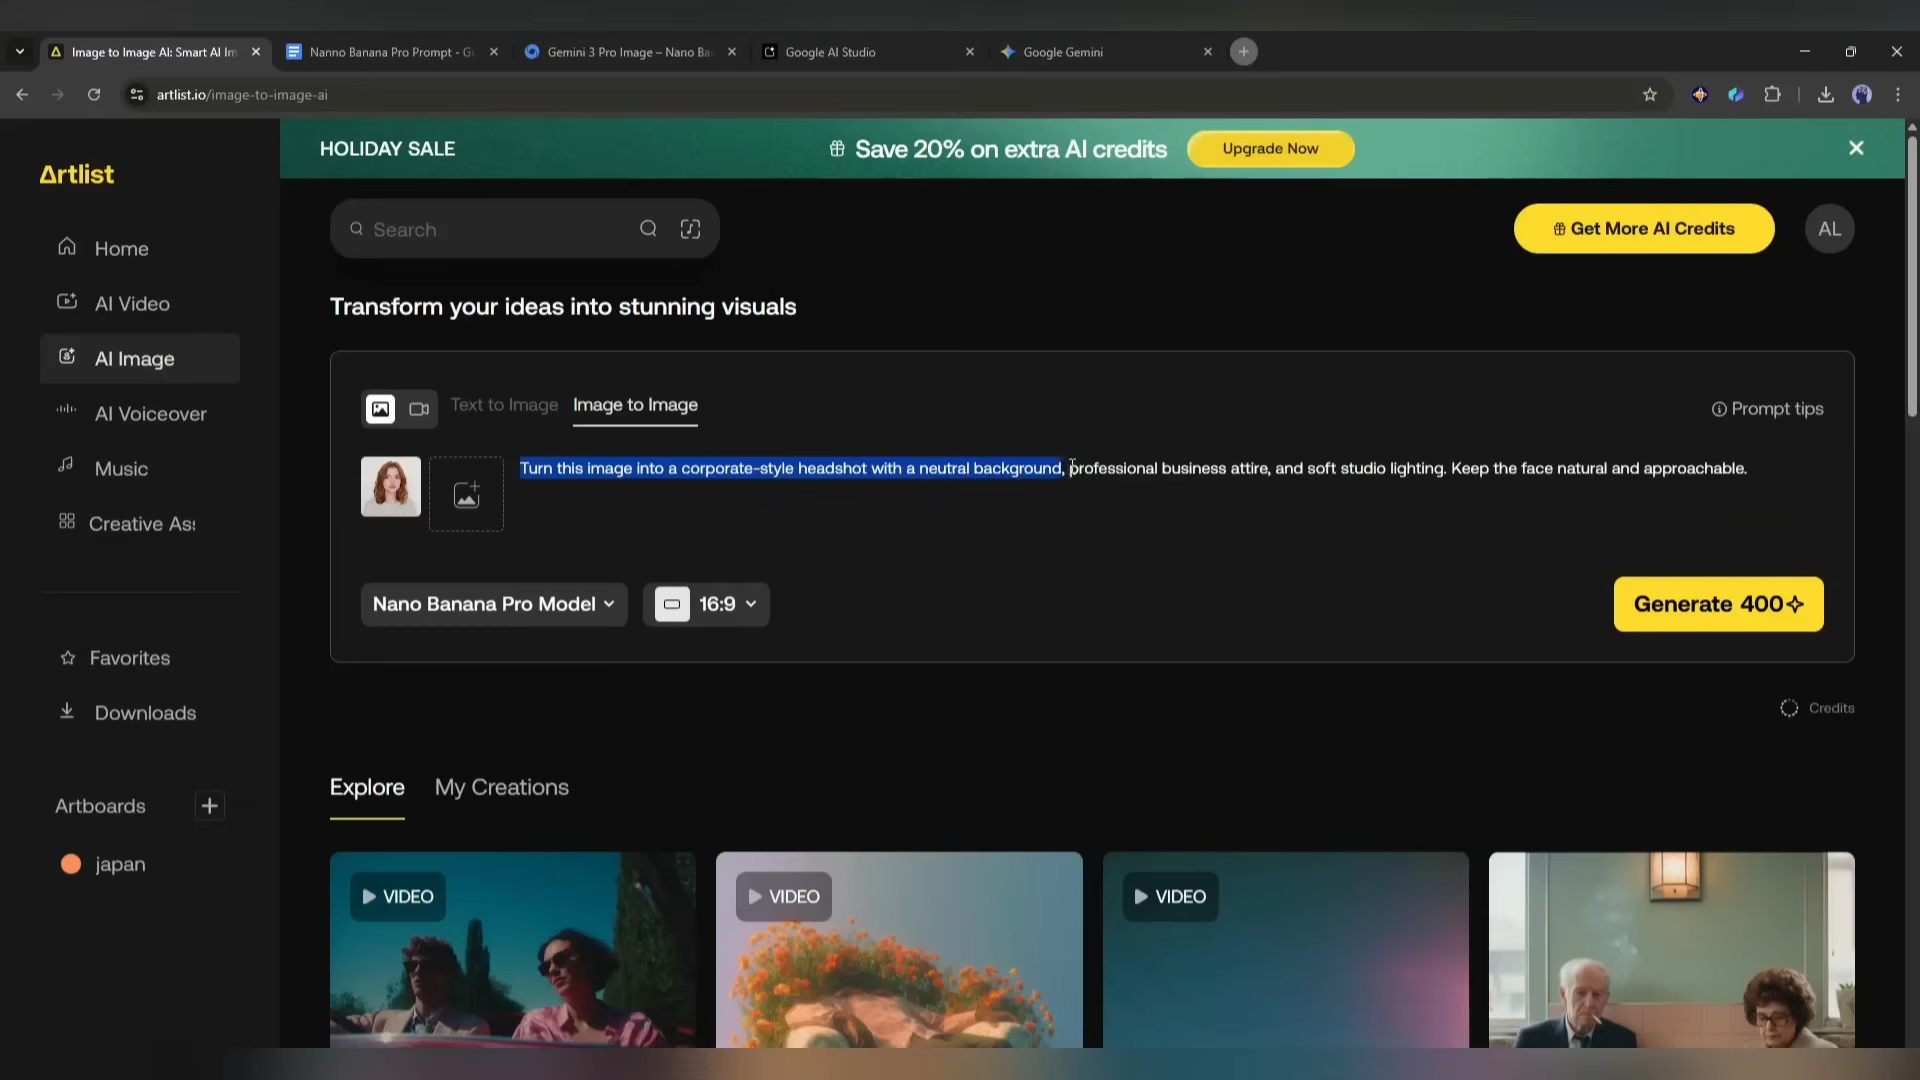 Image to Image AI: Smart AI Im
Nanno Banana Pro Prompt - Go
Gemini 3 Pro Image – Nano Ba
Google AI Studio
Google Gemini
artlist.io/image-to-image-ai
HOLIDAY SALE
Save 20% on extra AI credits
Upgrade Now
Artlist
Search
Get More AI Credits
AL
Home
AI Video
AI Image
AI Voiceover
Music
Creative Ass
Favorites
Downloads
Artboards
japan
Transform your ideas into stunning visuals
Text to Image
Image to Image
Prompt tips
Turn this image into a corporate-style headshot with a neutral background, professional business attire, and soft studio lighting. Keep the face natural and approachable.
Nano Banana Pro Model
16:9
Generate 400
Credits
Explore
My Creations
VIDEO
VIDEO
VIDEO